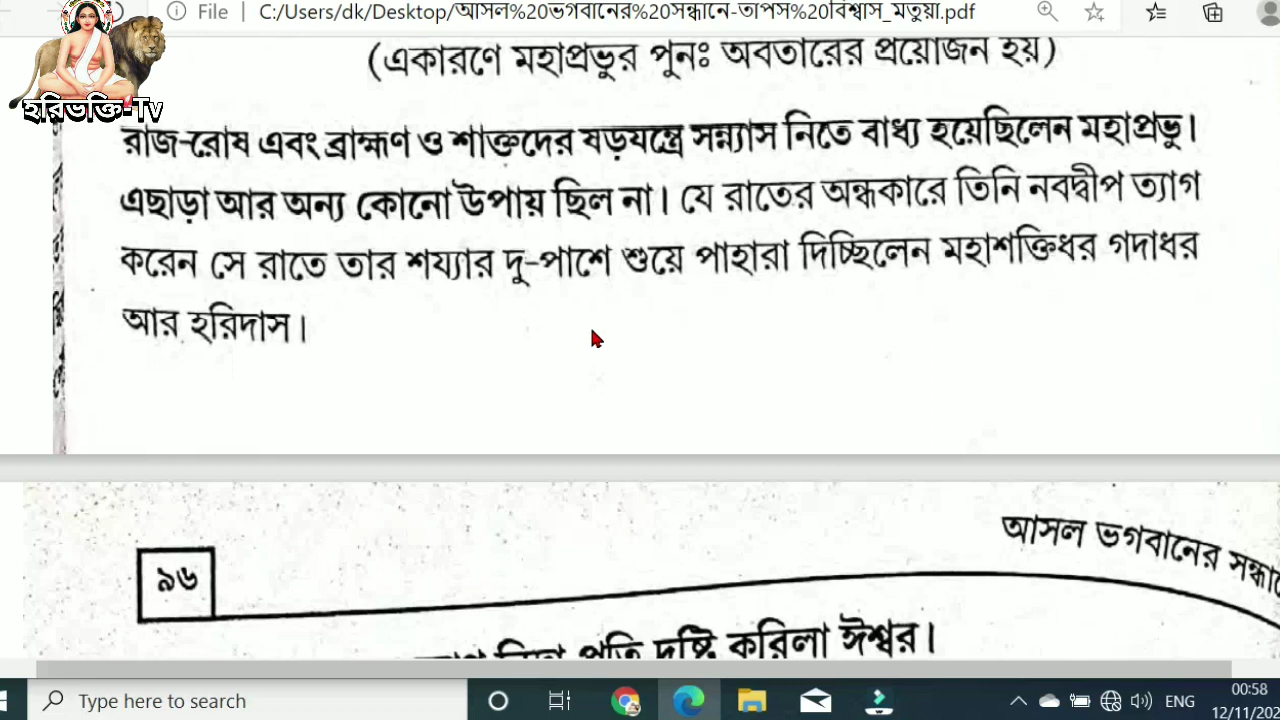 File C:/Users/dk/Desktop/আসল%20ভগবানের%20সন্ধানে-তাপস%20বিশ্বাস_মতুয়া.pdf
হরিভক্তি-Tv
(একারণে মহাপ্রভুর পুনঃ অবতারের প্রয়োজন হয়)
রাজ-রোষ এবং ব্রাহ্মণ ও শাক্তদের ষড়যন্ত্রে সন্ন্যাস নিতে বাধ্য হয়েছিলেন মহাপ্রভু।
এছাড়া আর অন্য কোনো উপায় ছিল না। যে রাতের অন্ধকারে তিনি নবদ্বীপ ত্যাগ
করেন সে রাতে তার শয্যার দু-পাশে শুয়ে পাহারা দিচ্ছিলেন মহাশক্তিধর গদাধর
আর হরিদাস।
আসল ভগবানের
৯৬
প্রতি দৃষ্টি করিলা ঈশ্বর।
Type here to search
ENG
00:58
12/11/202